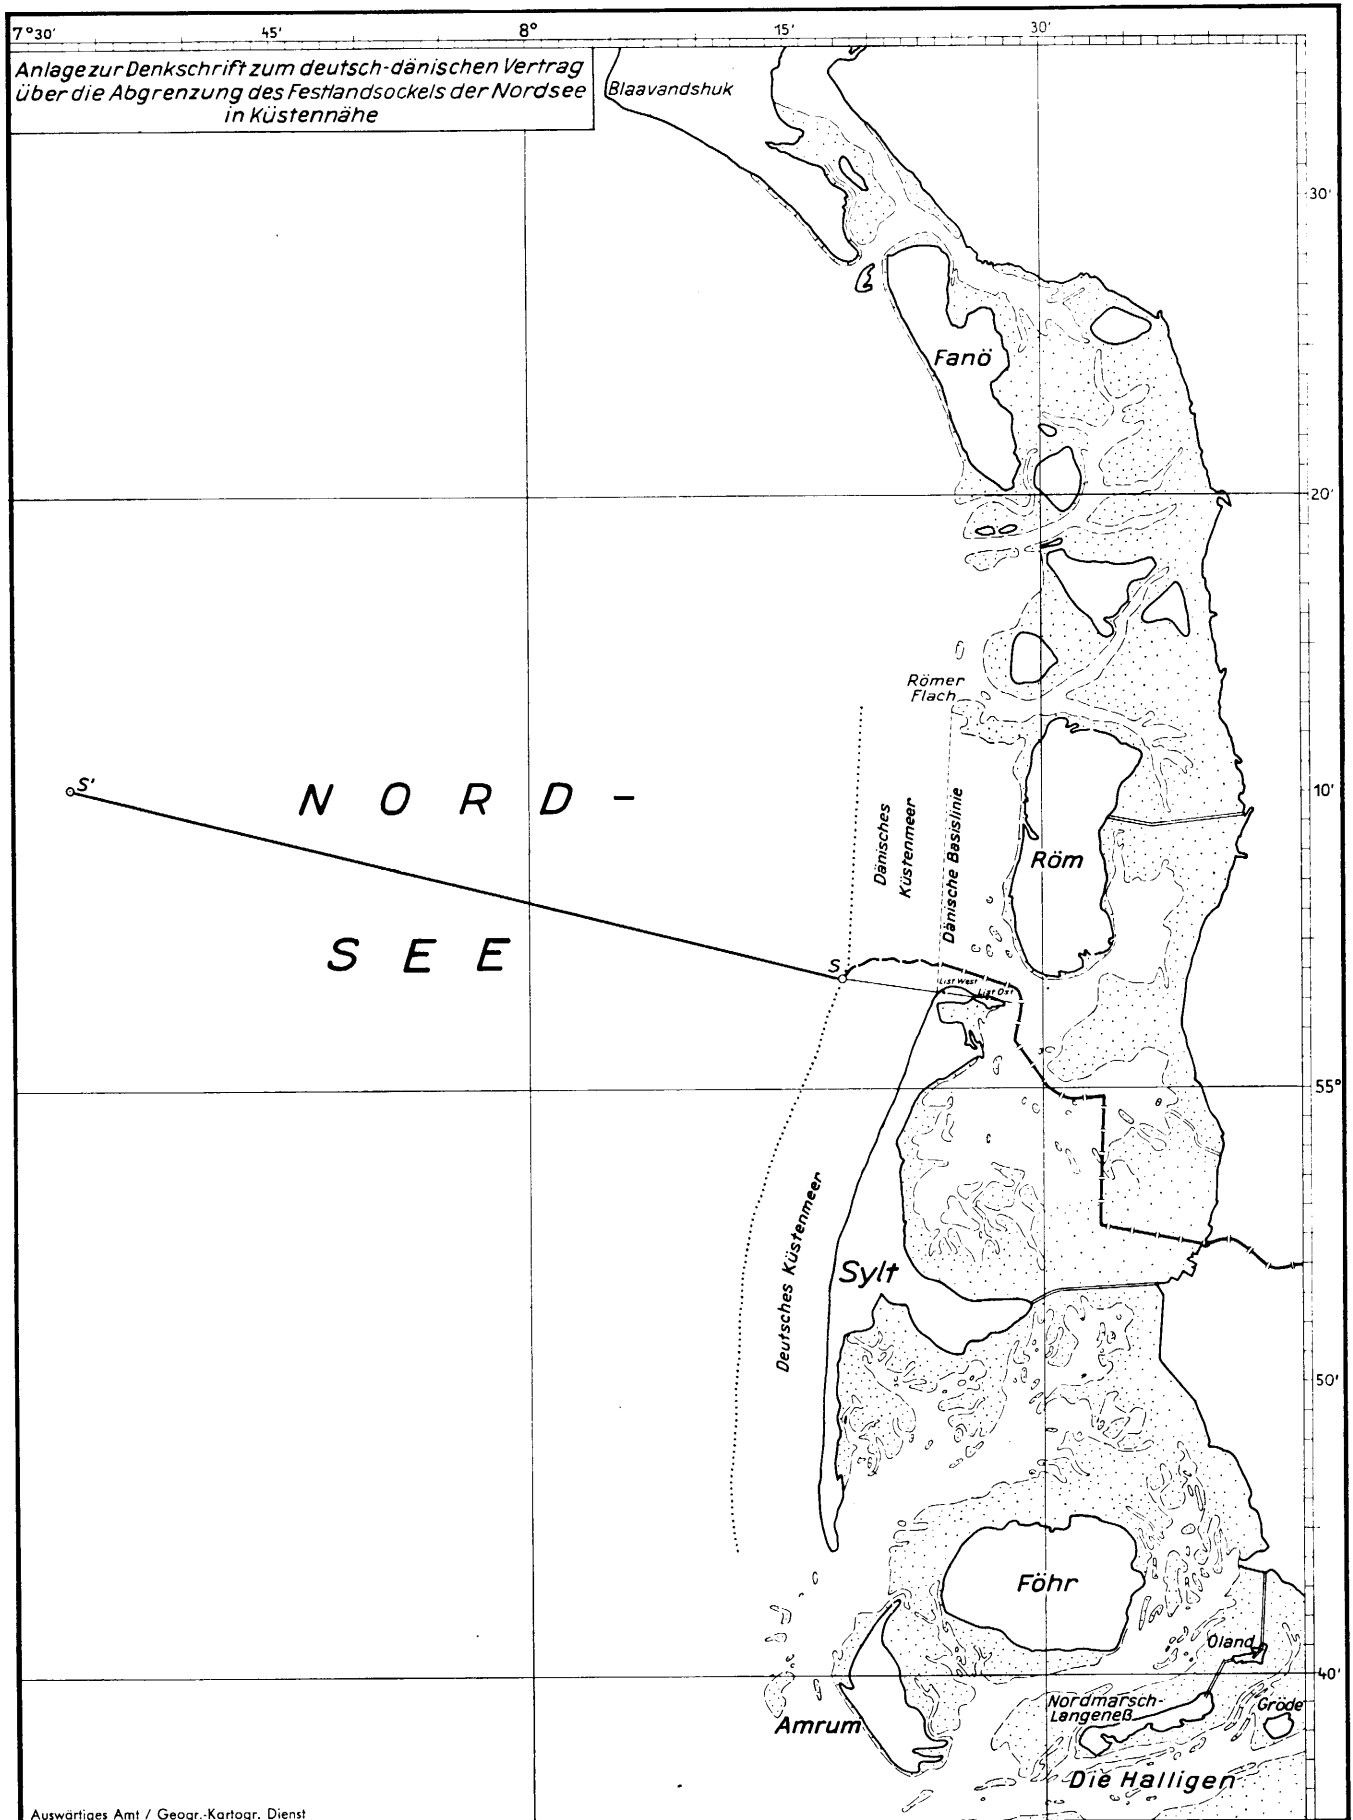 7°30'
45'
8°
15'
30'
Anlage zur Denkschrift zum deutsch-dänischen Vertrag
über die Abgrenzung des Festlandsockels der Nordsee
in Küstennähe
Blaavandshuk
30'
Fanö
20'
Römer
Flach
S'
NORD-
10'
Dänisches
Küstenmeer
Dänische Basislinie
Röm
SEE
S
List West
List Ost
55°
Deutsches Küstenmeer
Sylt
50'
Föhr
Oland
40'
Nordmarsch-
Langeneß
Gröde
Amrum
Die Halligen
Auswärtiges Amt / Geogr.-Kartogr. Dienst